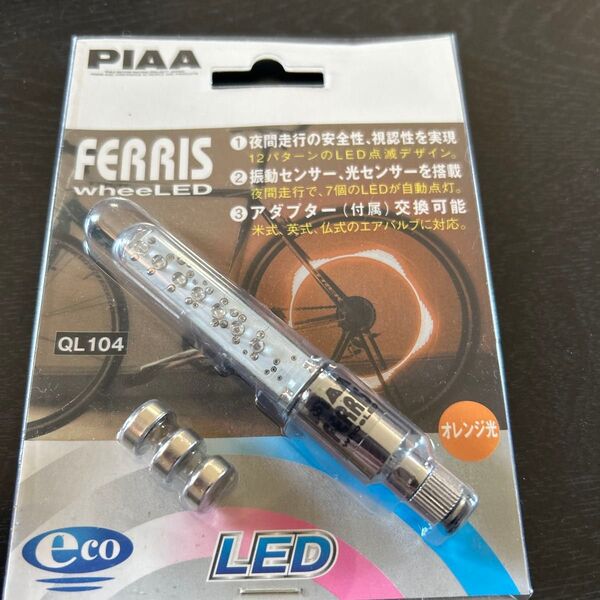 PIAA
FERRIS
wheeLED
1 夜間走行の安全性、視認性を実現
12パターンのLED点滅デザイン。
2 振動センサー、光センサーを搭載
夜間走行で、7個のLEDが自動点灯。
3 アダプター(付属)交換可能
米式、英式、仏式のエアバルブに対応。
QL104
FERRIS
オレンジ光
eco
LED